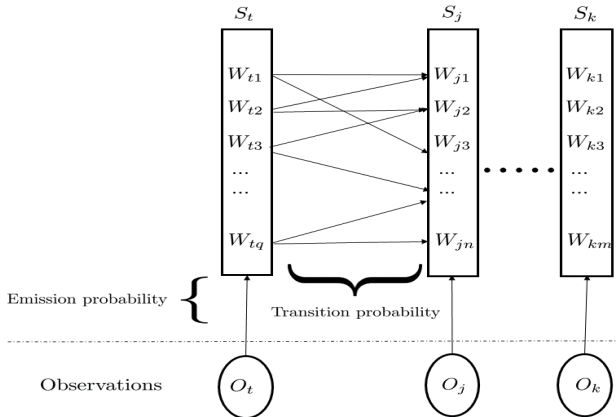 S_t S_j S_k
W_{t1} W_{j1} W_{k1}
W_{t2} W_{j2} W_{k2}
W_{t3} W_{j3} W_{k3}
... ... ...
... ... ...
W_{tq} W_{jn} W_{km}
Emission probability
Transition probability
Observations O_t O_j O_k